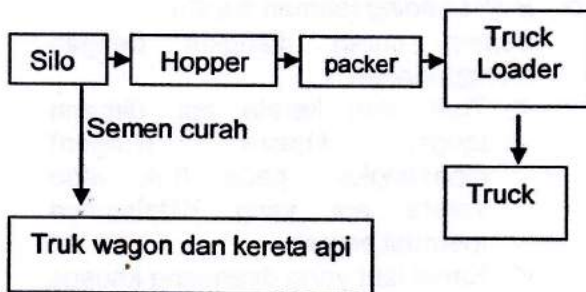 Silo
Hopper
packer
Truck
Loader
Semen curah
Truck
Truk wagon dan kereta api